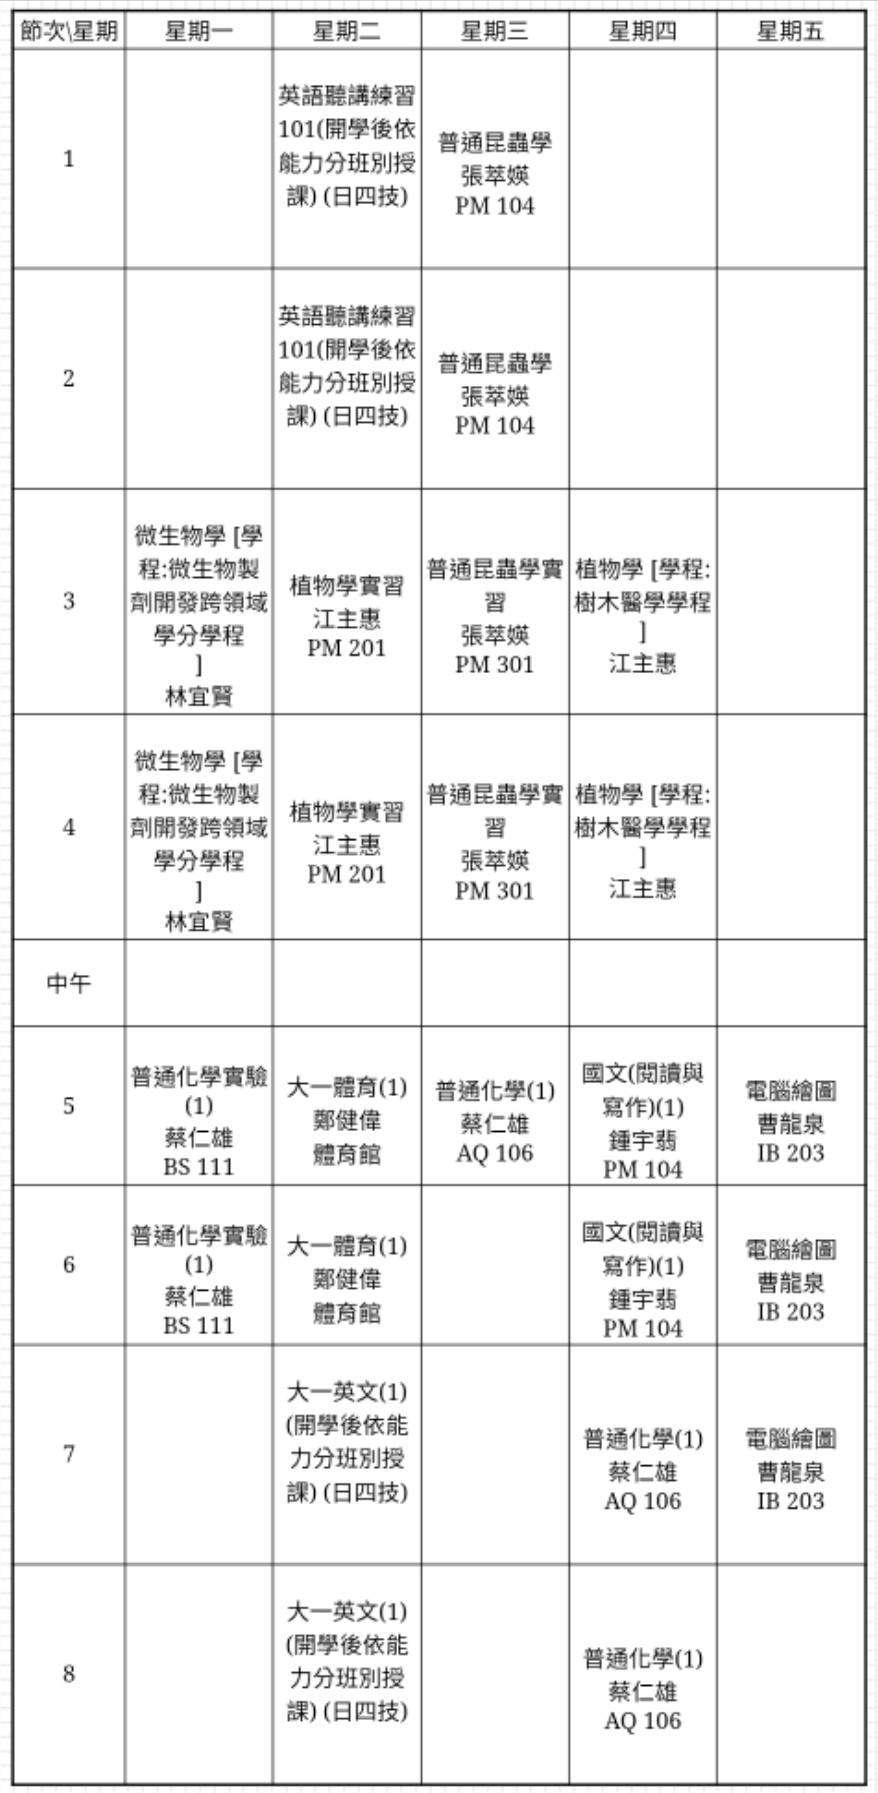 節次\星期 星期一 星期二 星期三 星期四 星期五
1
英語聽講練習
101(開學後依
能力分班別授
課) (日四技)
普通昆蟲學
張萃媖
PM 104
2
英語聽講練習
101(開學後依
能力分班別授
課) (日四技)
普通昆蟲學
張萃媖
PM 104
3
微生物學 [學
程:微生物製
劑開發跨領域
學分學程
]
林宜賢
植物學實習
江主惠
PM 201
普通昆蟲學實
習
張萃媖
PM 301
植物學 [學程:
樹木醫學學程
]
江主惠
4
微生物學 [學
程:微生物製
劑開發跨領域
學分學程
]
林宜賢
植物學實習
江主惠
PM 201
普通昆蟲學實
習
張萃媖
PM 301
植物學 [學程:
樹木醫學學程
]
江主惠
中午
5
普通化學實驗
(1)
蔡仁雄
BS 111
大一體育(1)
鄭健偉
體育館
普通化學(1)
蔡仁雄
AQ 106
國文(閱讀與
寫作)(1)
鍾宇翡
PM 104
電腦繪圖
曹龍泉
IB 203
6
普通化學實驗
(1)
蔡仁雄
BS 111
大一體育(1)
鄭健偉
體育館
國文(閱讀與
寫作)(1)
鍾宇翡
PM 104
電腦繪圖
曹龍泉
IB 203
7
大一英文(1)
(開學後依能
力分班別授
課) (日四技)
普通化學(1)
蔡仁雄
AQ 106
電腦繪圖
曹龍泉
IB 203
8
大一英文(1)
(開學後依能
力分班別授
課) (日四技)
普通化學(1)
蔡仁雄
AQ 106